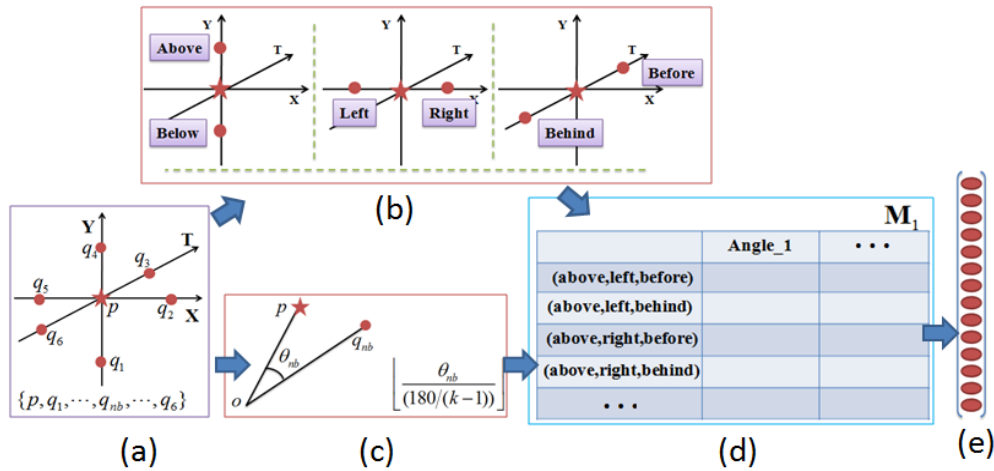 Y
Above
T
X
Below
Y
T
X
Left
Right
Y
T
Before
X
Behind
(b)
Y
T
q4
q3
q5
p
q2
X
q6
q1
{p,q1,⋯,qnb,⋯,q6}
(a)
p
qnb
θnb
o
⌊θnb/(180/(k−1))⌋
(c)
M1
Angle_1 ⋯
(above,left,before)
(above,left,behind)
(above,right,before)
(above,right,behind)
⋯
(d)
(e)